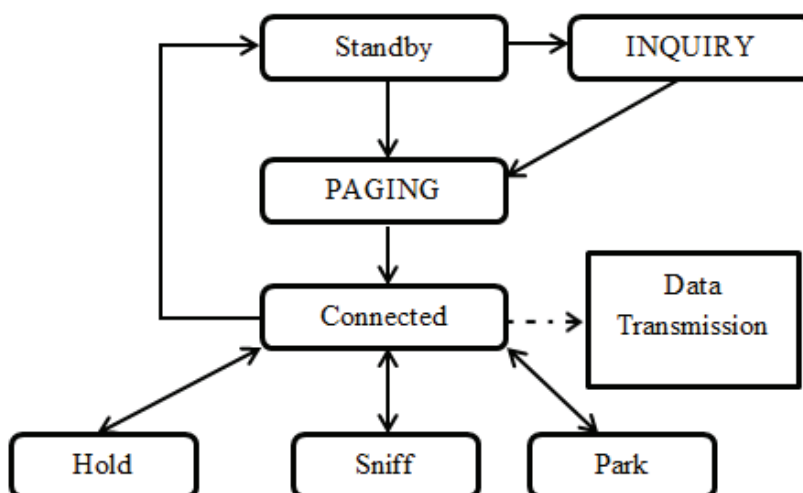 Standby
INQUIRY
PAGING
Connected
Data
Transmission
Hold
Sniff
Park